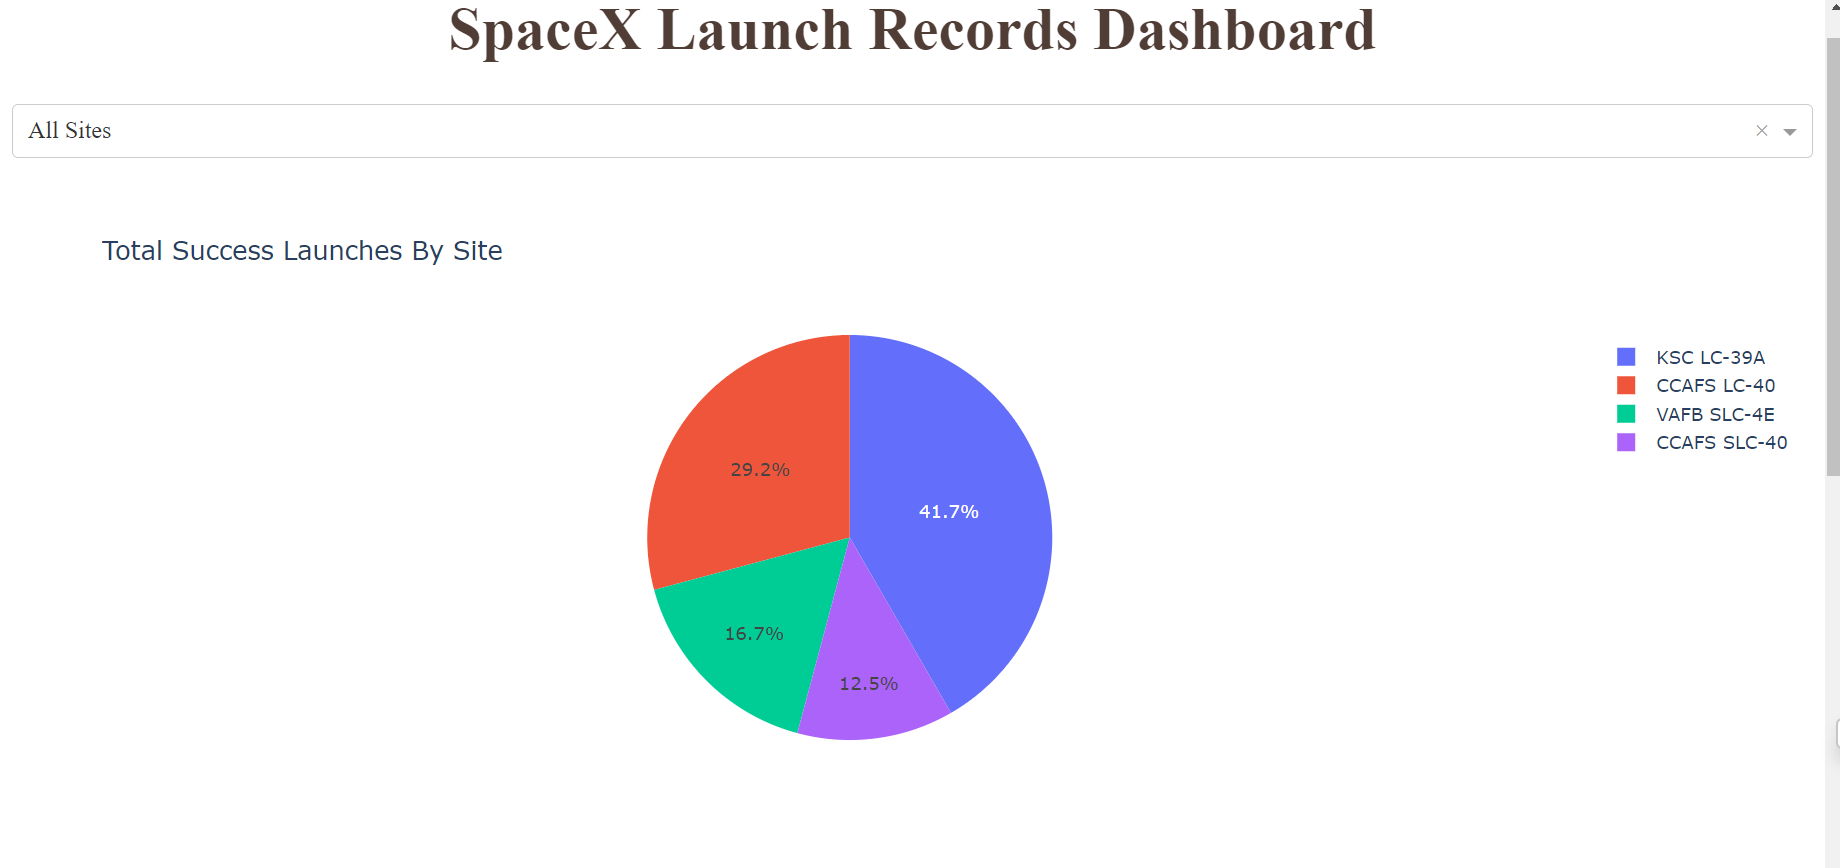 SpaceX Launch Records Dashboard
All Sites
Total Success Launches By Site
KSC LC-39A
CCAFS LC-40
VAFB SLC-4E
CCAFS SLC-40
29.2%
41.7%
16.7%
12.5%